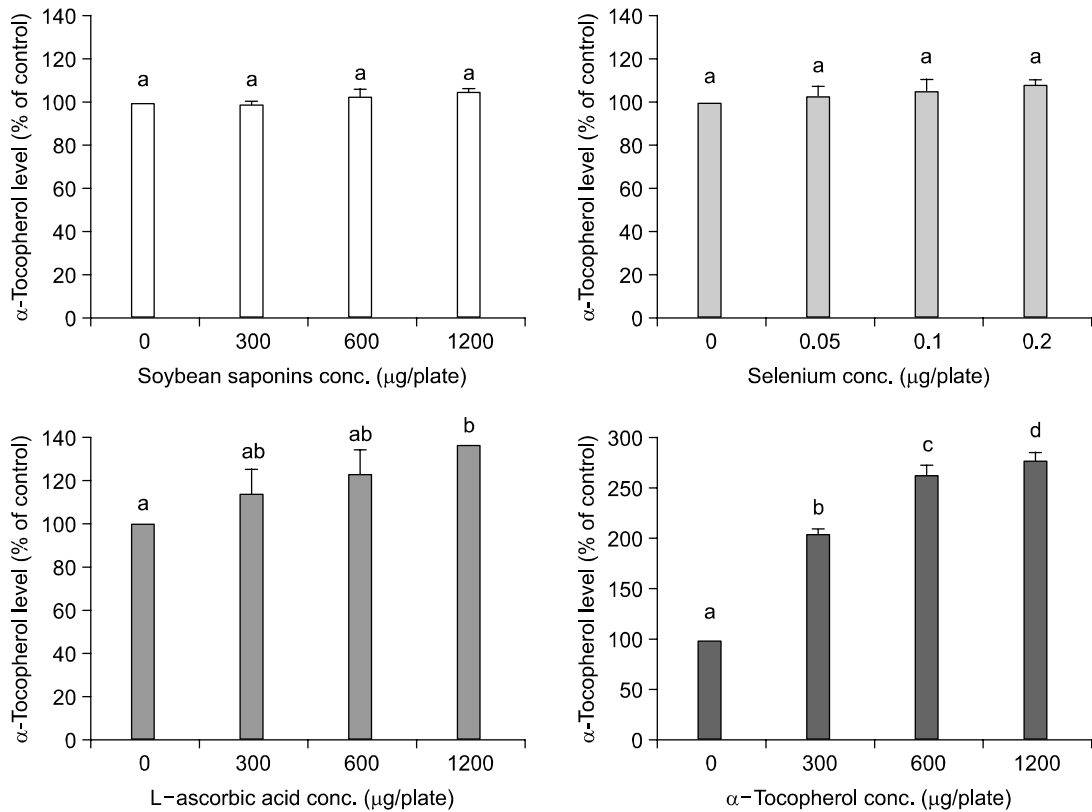 α-Tocopherol level (% of control)
140
120
100
80
60
40
20
0
a
a
a
a
0
300
600
1200
Soybean saponins conc. (μg/plate)
α-Tocopherol level (% of control)
140
120
100
80
60
40
20
0
a
a
a
a
0
0.05
0.1
0.2
Selenium conc. (μg/plate)
α-Tocopherol level (% of control)
140
120
100
80
60
40
20
0
a
ab
ab
b
0
300
600
1200
L-ascorbic acid conc. (μg/plate)
α-Tocopherol level (% of control)
300
250
200
150
100
50
0
a
b
c
d
0
300
600
1200
α-Tocopherol conc. (μg/plate)